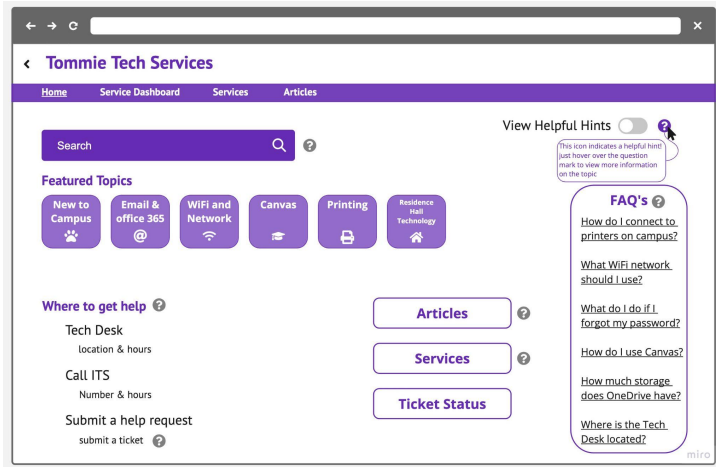 Tommie Tech Services
Home Service Dashboard Services Articles
View Helpful Hints ?
This icon indicates a helpful hint!
just hover over the question
mark to view more information
on the topic
Search ?
Featured Topics
New to
Campus
Email &
office 365
@
WiFi and
Network
Canvas
Printing
Residence
Hall
Technology
Where to get help ?
Tech Desk
location & hours
Call ITS
Number & hours
Submit a help request
submit a ticket ?
Articles ?
Services ?
Ticket Status
FAQ's ?
How do I connect to
printers on campus?
What WiFi network
should I use?
What do I do if I
forgot my password?
How do I use Canvas?
How much storage
does OneDrive have?
Where is the Tech
Desk located?
miro